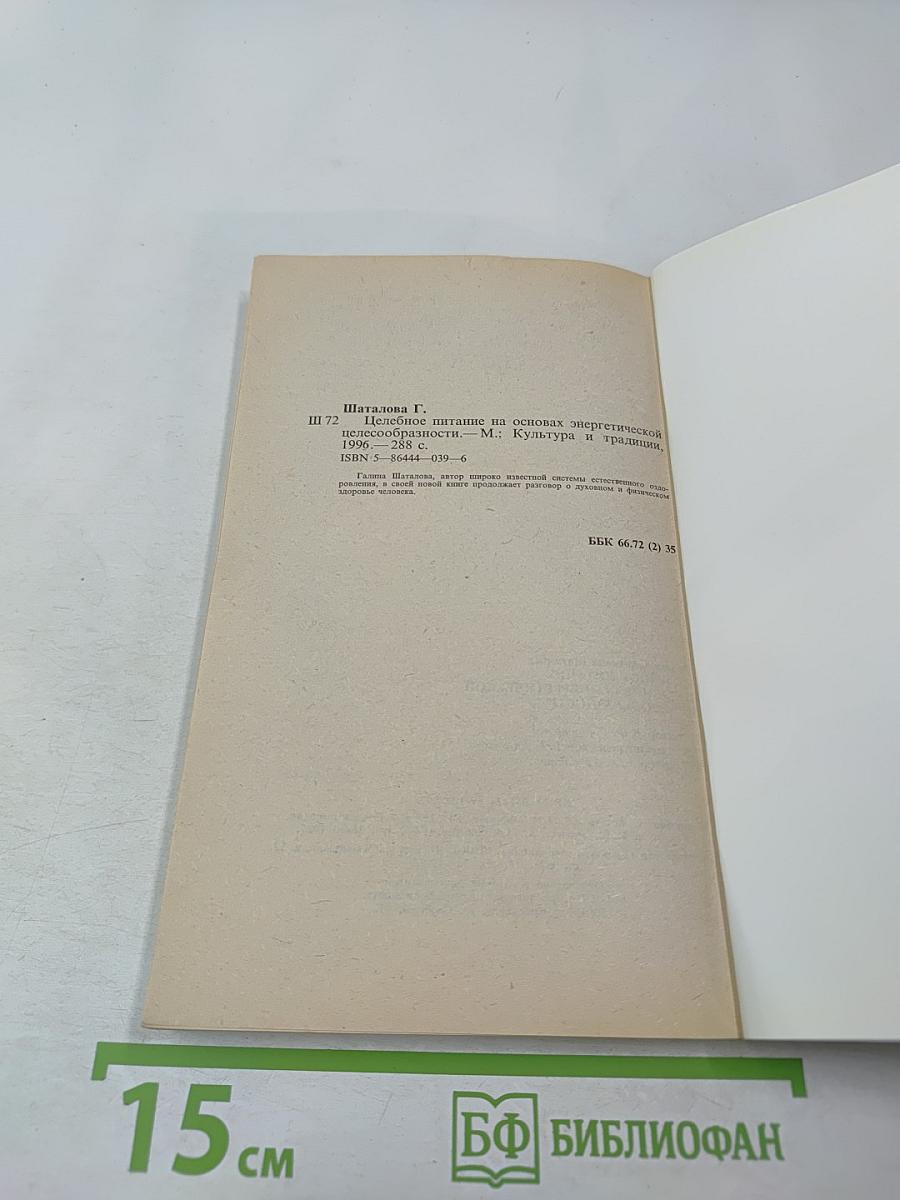 Шаталова Г.
Ш 72 Целебное питание на основах энергетической
целесообразности.— М.: Культура и традиции,
1996.— 288 с.
ISBN 5—86444—039—6
Галина Шаталова, автор широко известной системы естественного оздо-
ровления, в своей новой книге продолжает разговор о духовном и физическом
здоровье человека.
ББК 66.72 (2) 35
15 см
БФ БИБЛИОФАН